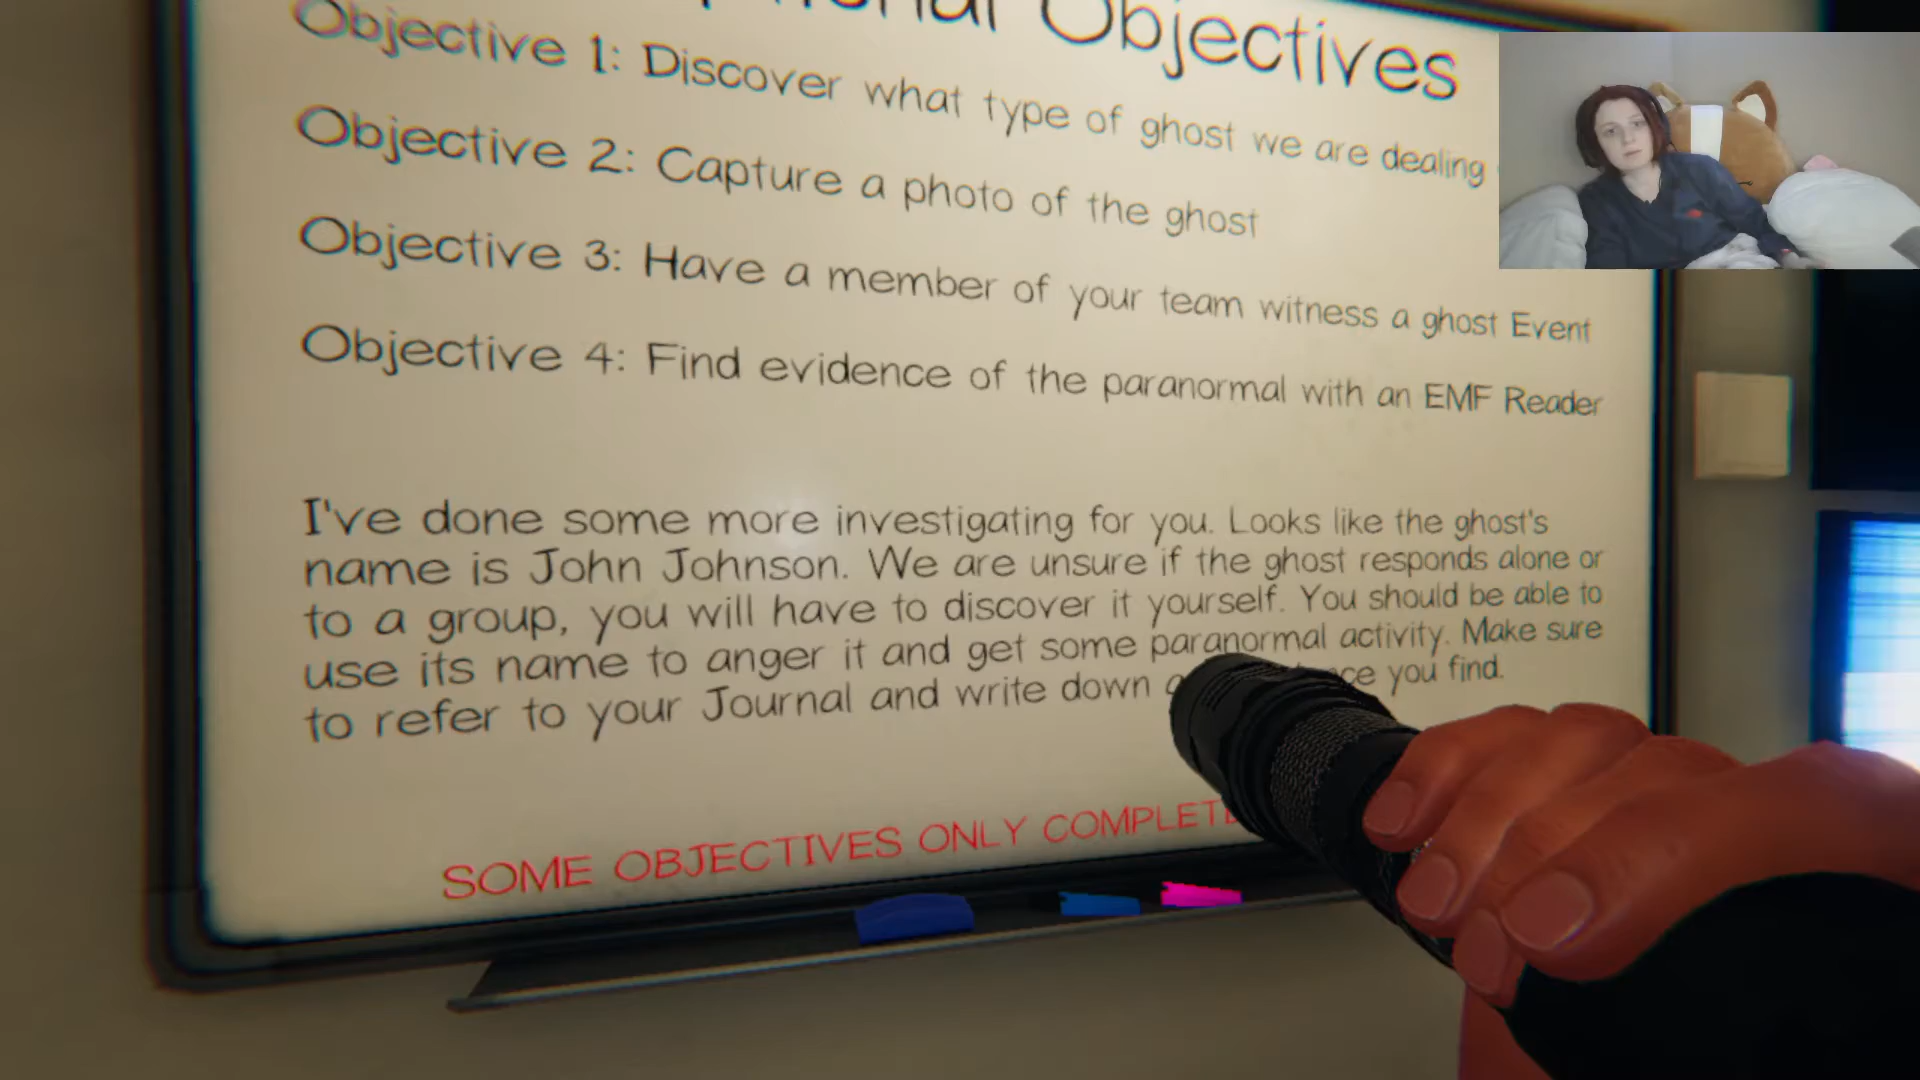 Objectives
Objective 1: Discover what type of ghost we are dealing
Objective 2: Capture a photo of the ghost
Objective 3: Have a member of your team witness a ghost Event
Objective 4: Find evidence of the paranormal with an EMF Reader
I've done some more investigating for you. Looks like the ghost's
name is John Johnson. We are unsure if the ghost responds alone or
to a group, you will have to discover it yourself. You should be able to
use its name to anger it and get some paranormal activity. Make sure
to refer to your Journal and write down you find.
SOME OBJECTIVES ONLY